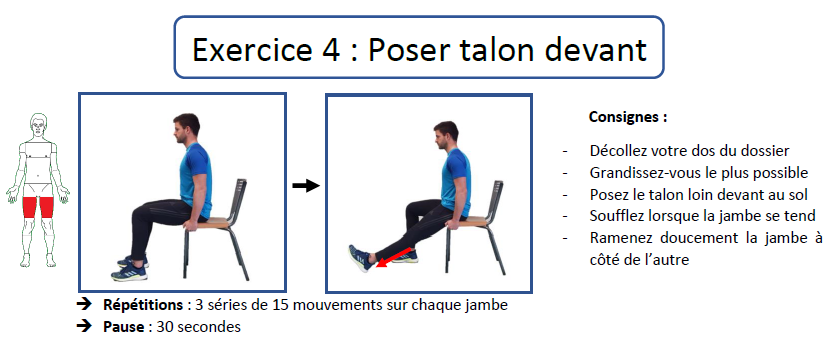 Exercice 4 : Poser talon devant
Consignes :
- Décollez votre dos du dossier
- Grandissez-vous le plus possible
- Posez le talon loin devant au sol
- Soufflez lorsque la jambe se tend
- Ramenez doucement la jambe à
côté de l’autre
➔ Répétitions : 3 séries de 15 mouvements sur chaque jambe
➔ Pause : 30 secondes